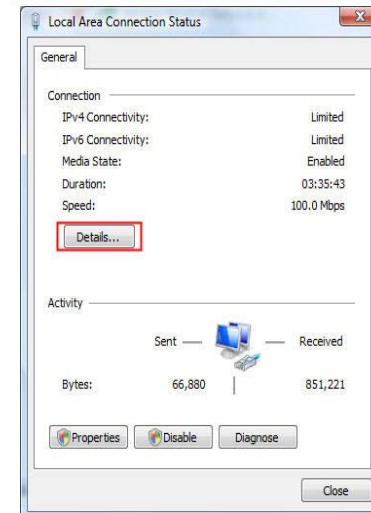 Local Area Connection Status
General
Connection
IPv4 Connectivity: Limited
IPv6 Connectivity: Limited
Media State: Enabled
Duration: 03:35:43
Speed: 100.0 Mbps
Details...
Activity
Sent Received
Bytes: 66,880 851,221
Properties Disable Diagnose
Close